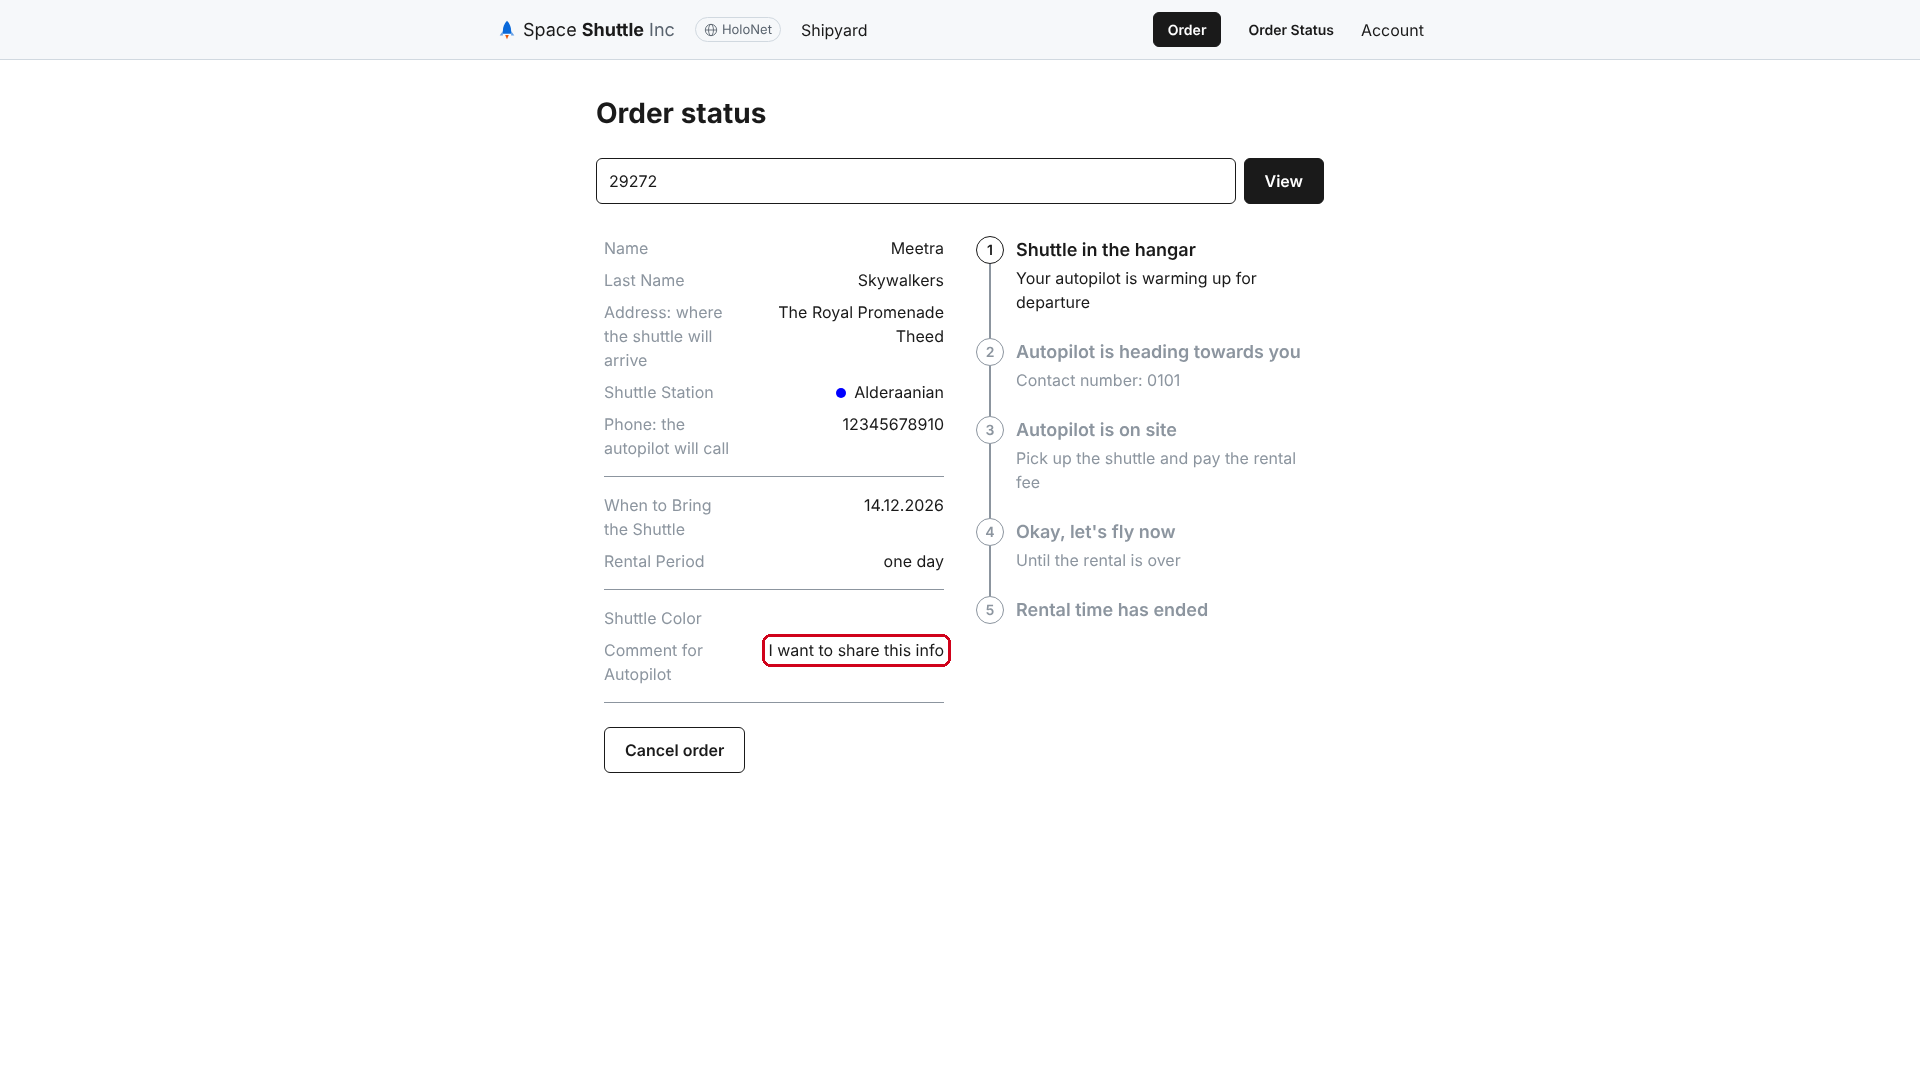 Space Shuttle Inc
HoloNet
Shipyard
Order
Order Status
Account
Order status
29272
View
Name
Meetra
Last Name
Skywalkers
Address: where
the shuttle will
arrive
The Royal Promenade
Theed
Shuttle Station
Alderaanian
Phone: the
autopilot will call
12345678910
When to Bring
the Shuttle
14.12.2026
Rental Period
one day
Shuttle Color
Comment for
Autopilot
I want to share this info
Cancel order
1
Shuttle in the hangar
Your autopilot is warming up for
departure
2
Autopilot is heading towards you
Contact number: 0101
3
Autopilot is on site
Pick up the shuttle and pay the rental
fee
4
Okay, let's fly now
Until the rental is over
5
Rental time has ended